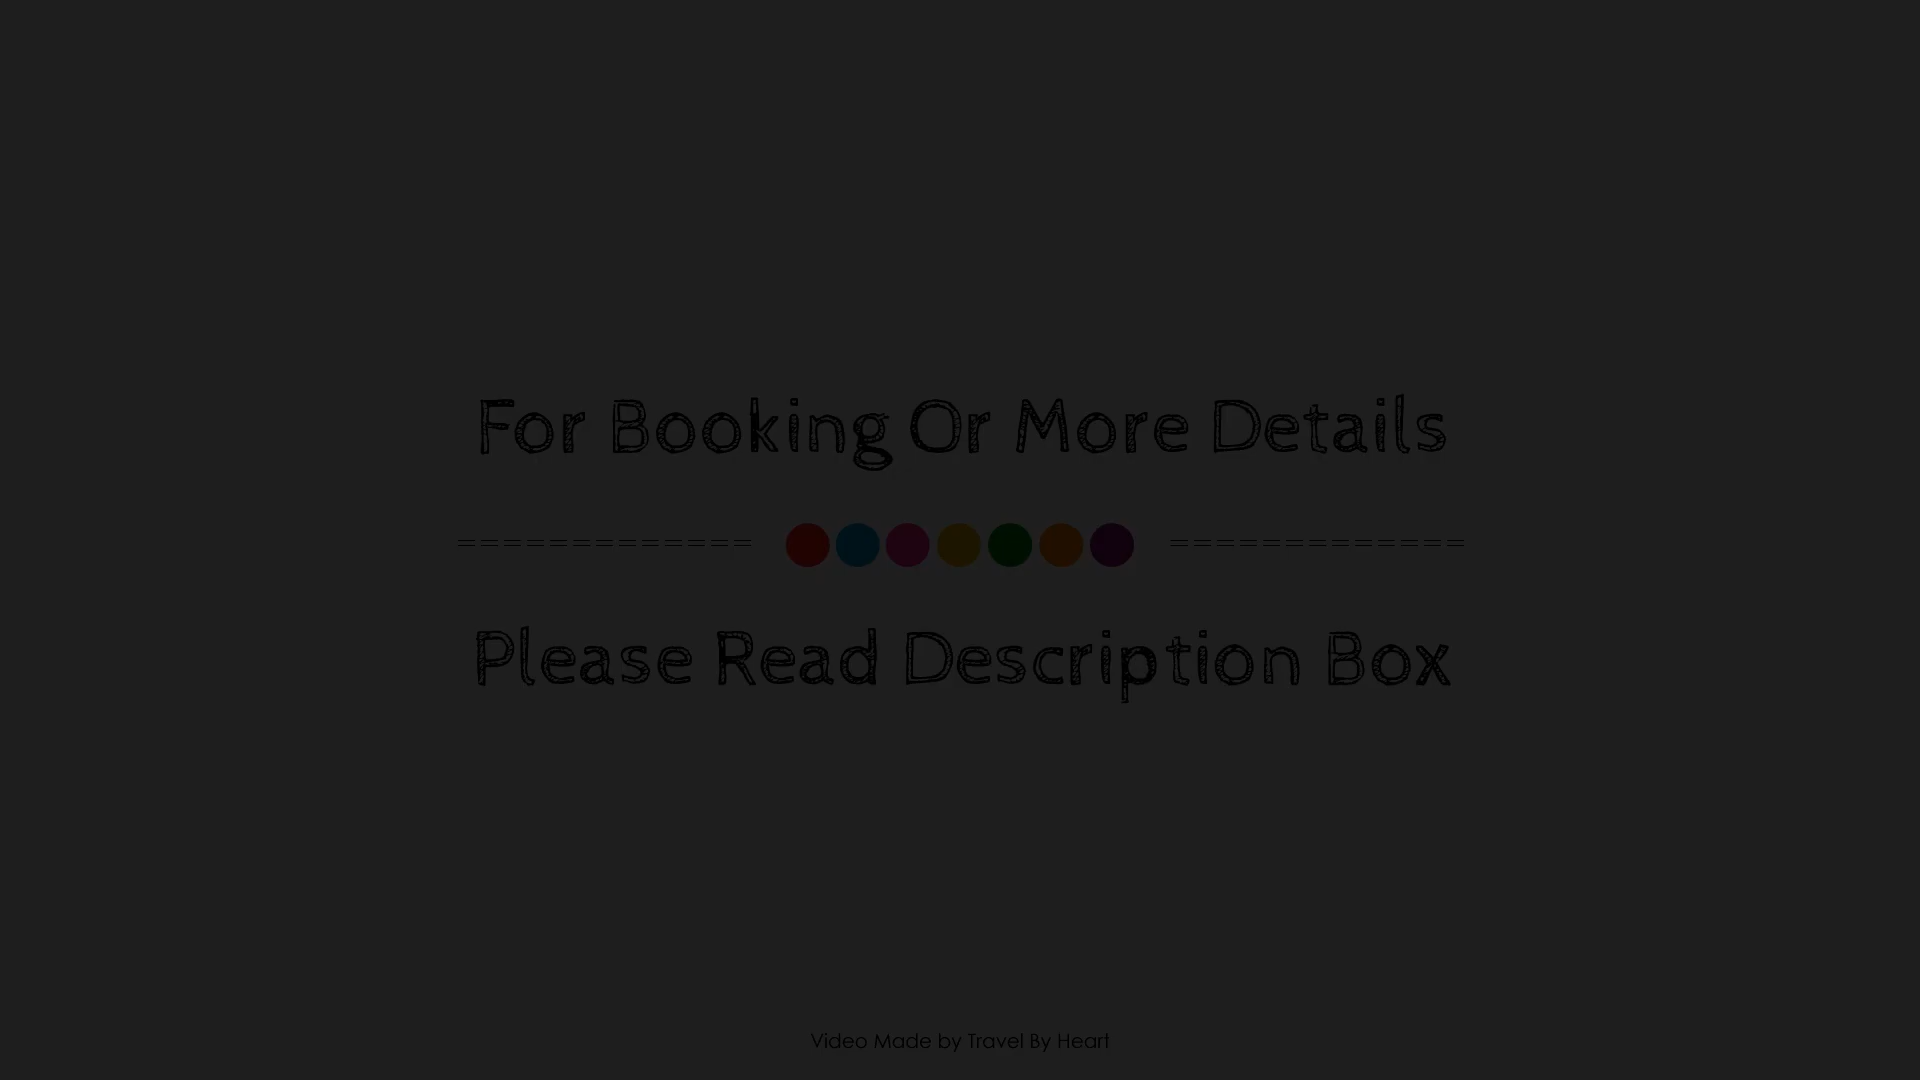 For Booking Or More Details
============= =============
Please Read Description Box
Video Made by Travel By Heart